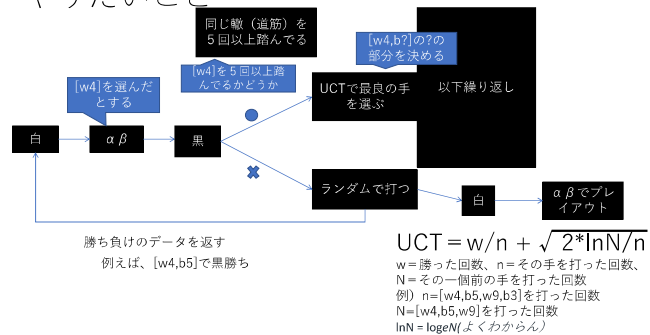 やりたいこと
同じ轍（道筋）を
５回以上踏んでる
[w4]を５回以上踏
んでるかどうか
[w4,b?]の?の
部分を決める
[w4]を選んだ
とする
UCTで最良の手
を選ぶ
以下繰り返し
白
αβ
黒
ランダムで打つ
白
αβでプレ
イアウト
勝ち負けのデータを返す
例えば、[w4,b5]で黒勝ち
UCT = w/n + √ 2*lnN/n
w＝勝った回数、n＝その手を打った回数、
N＝その一個前の手を打った回数
例）n=[w4,b5,w9,b3]を打った回数
N=[w4,b5,w9]を打った回数
lnN = logeN(よくわからん)